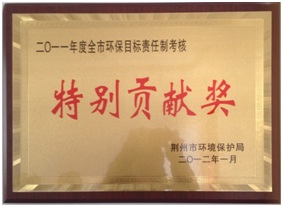 二〇一一年度全市环保目标责任制考核
特别贡献奖
荆州市环境保护局
二〇一二年一月